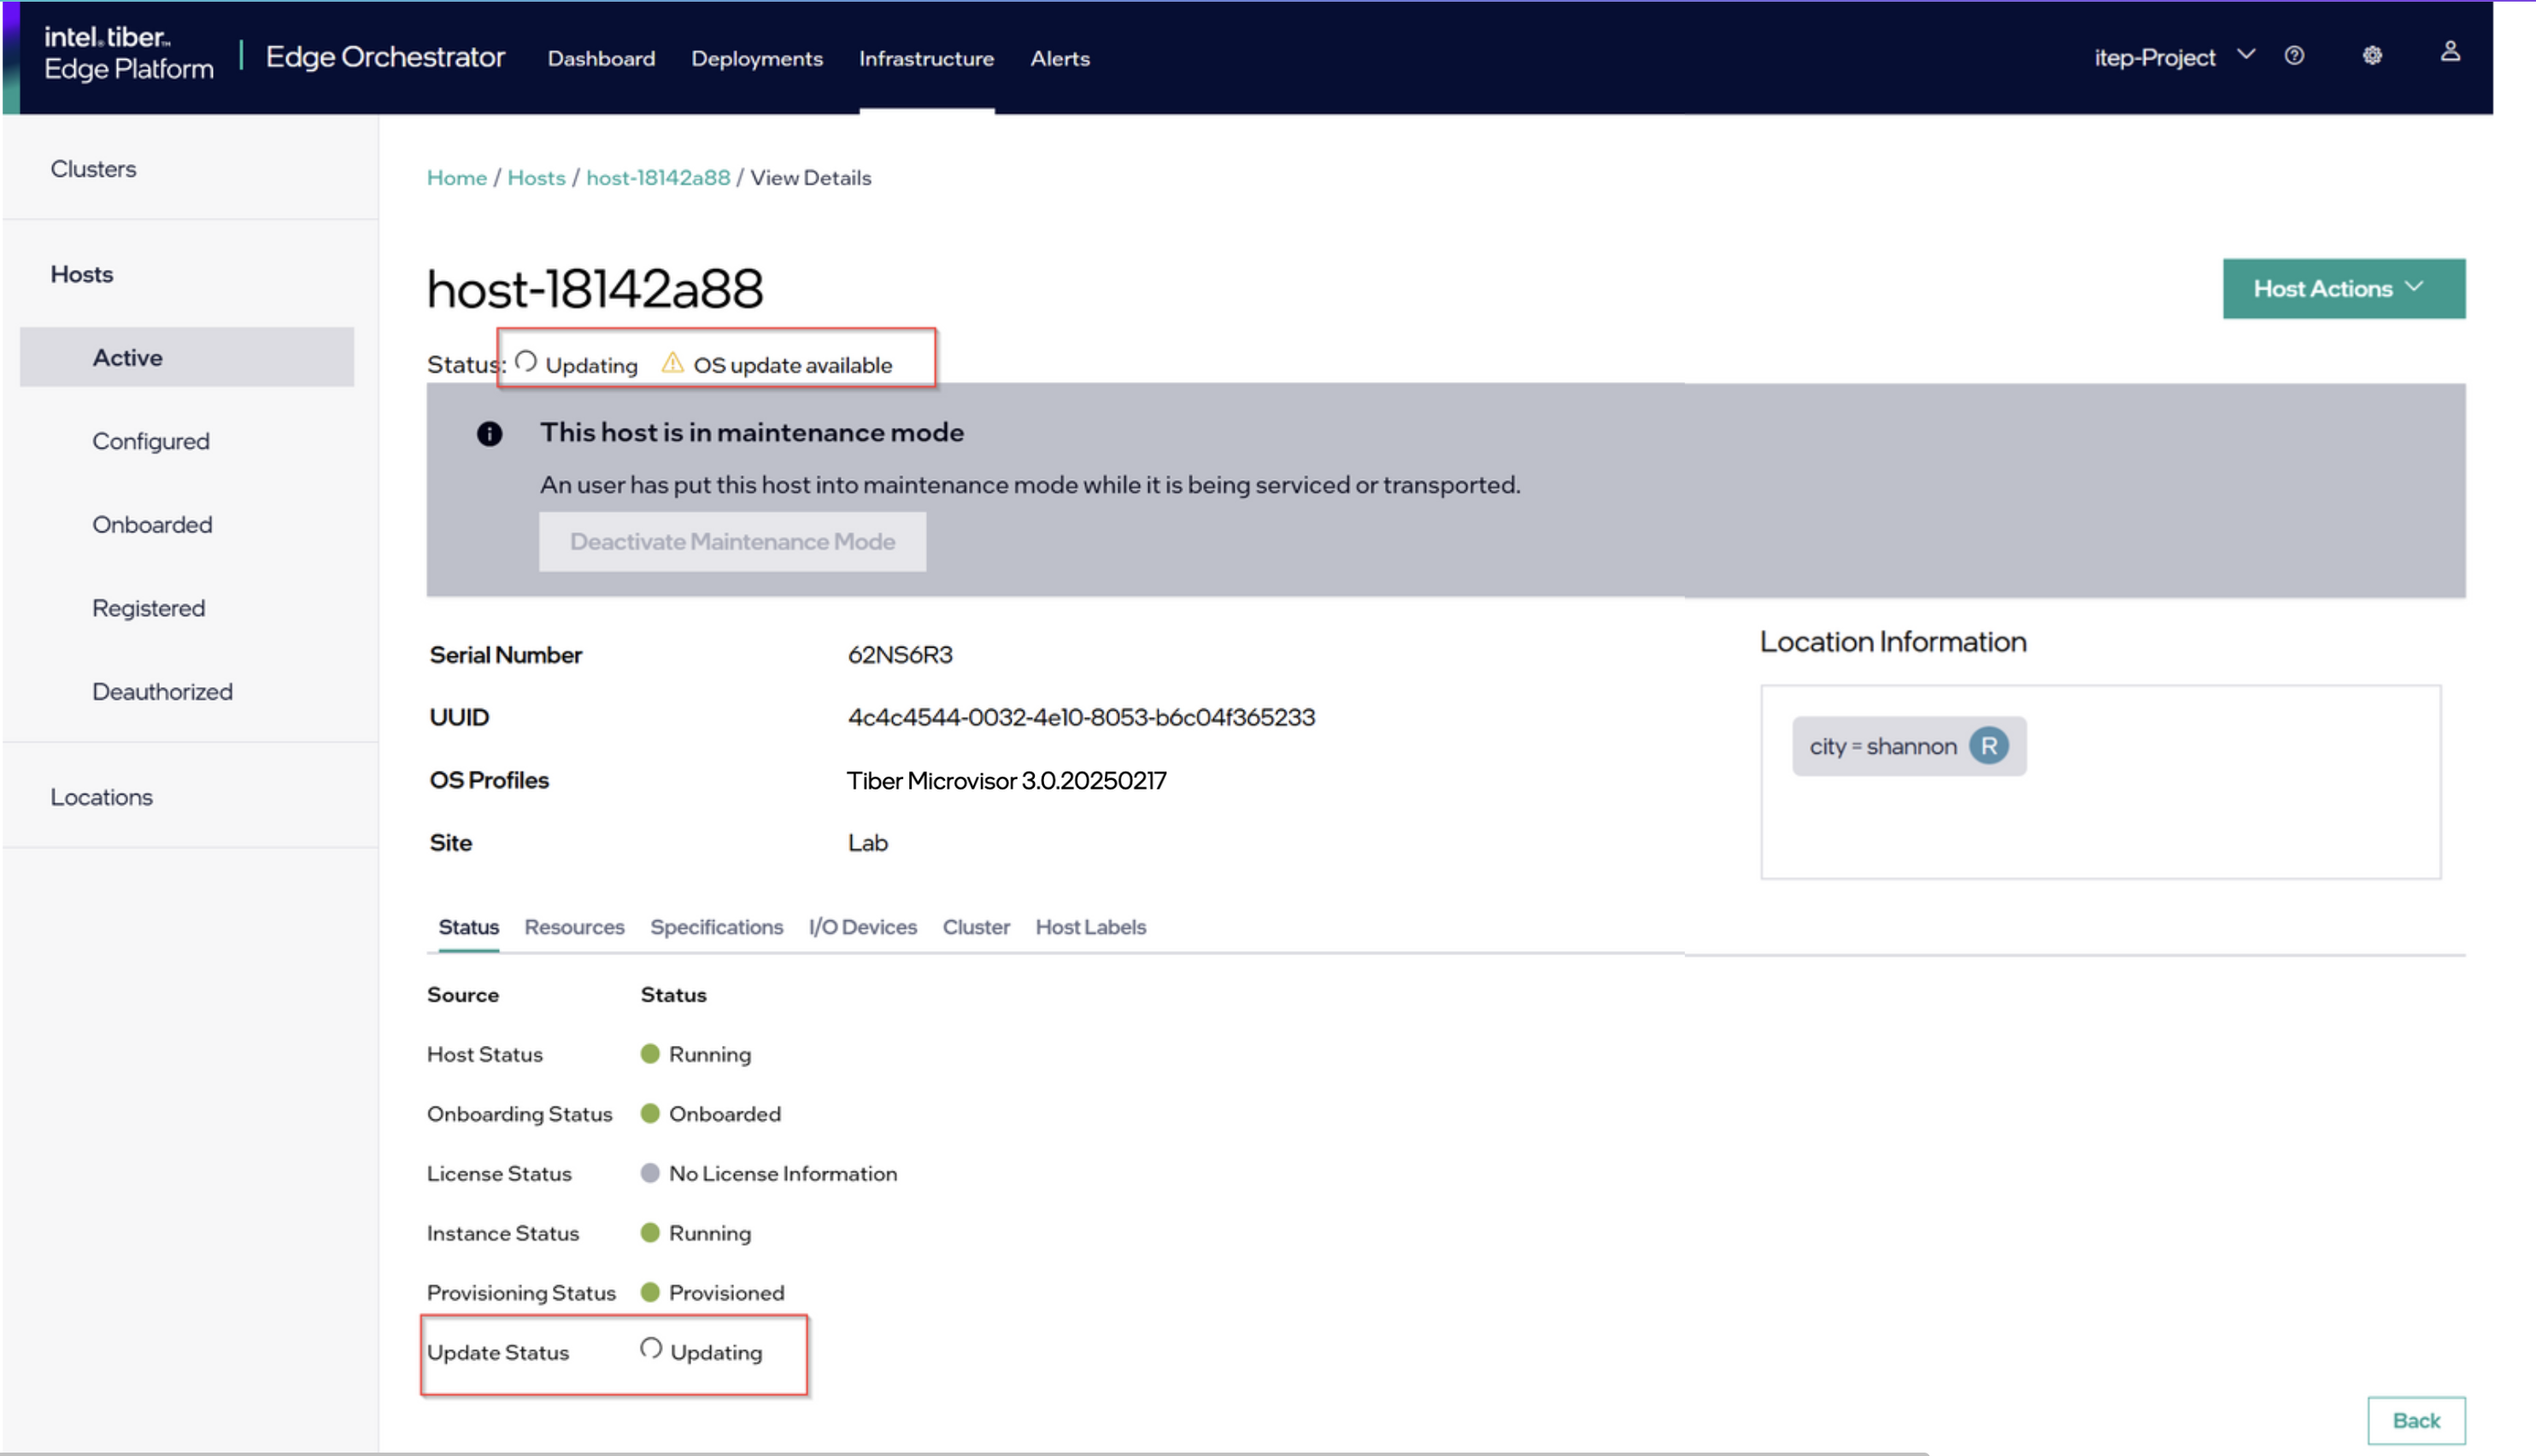 intel. tiber™
Edge Platform
Edge Orchestrator
Dashboard
Deployments
Infrastructure
Alerts
itep-Project
Clusters
Hosts
Active
Configured
Onboarded
Registered
Deauthorized
Locations
Home / Hosts / host-18142a88 / View Details
host-18142a88
Host Actions
Status: Updating OS update available
This host is in maintenance mode
An user has put this host into maintenance mode while it is being serviced or transported.
Deactivate Maintenance Mode
Serial Number 62NS6R3
UUID 4c4c4544-0032-4e10-8053-b6c04f365233
OS Profiles Tiber Microvisor 3.0.20250217
Site Lab
Location Information
city = shannon R
Status Resources Specifications I/O Devices Cluster Host Labels
Source Status
Host Status Running
Onboarding Status Onboarded
License Status No License Information
Instance Status Running
Provisioning Status Provisioned
Update Status Updating
Back